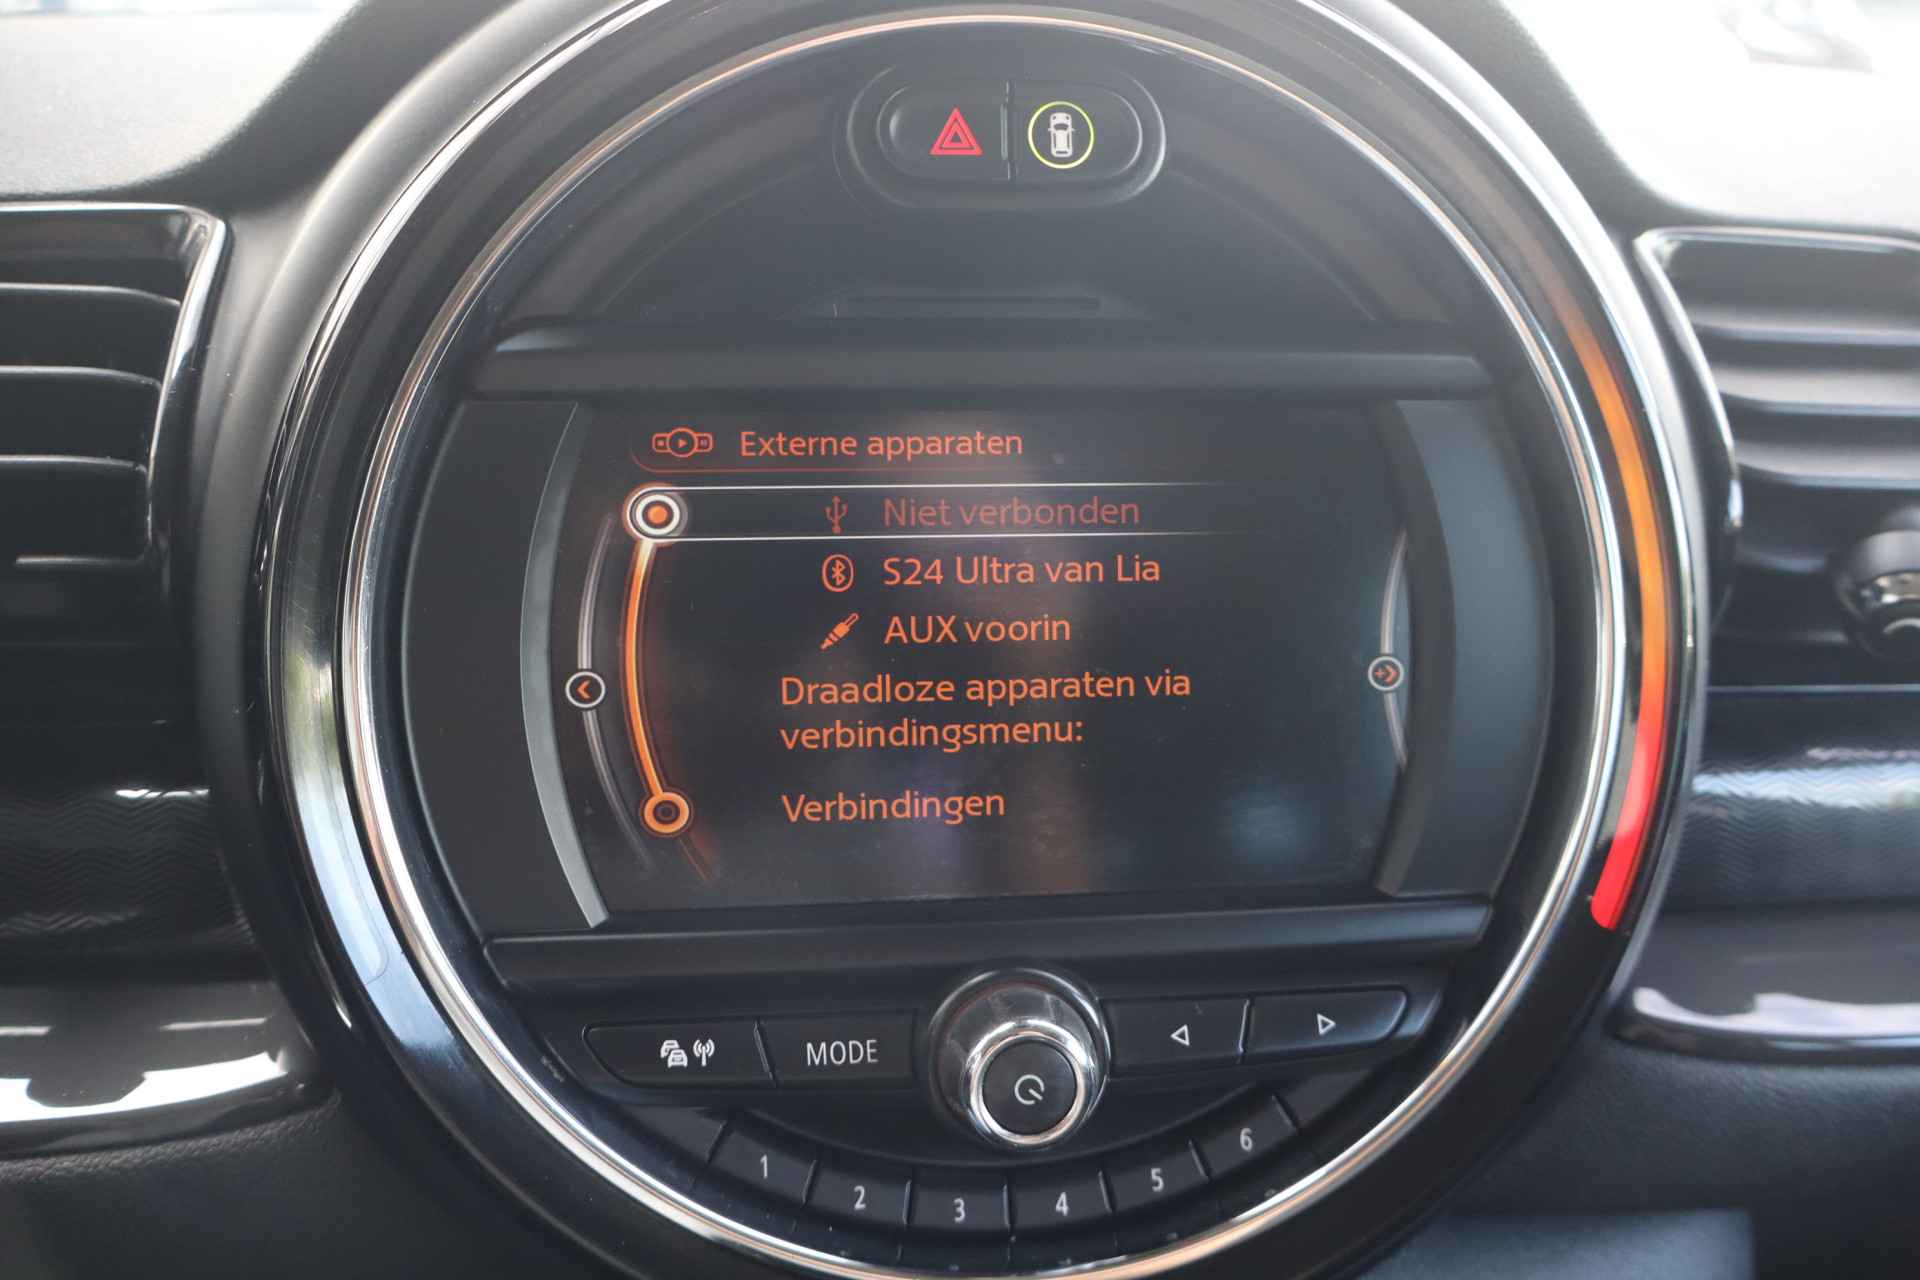 Externe apparaten
Niet verbonden
S24 Ultra van Lia
AUX voorin
Draadloze apparaten via
verbindingsmenu:
Verbindingen
MODE
1 2 3 4 5 6